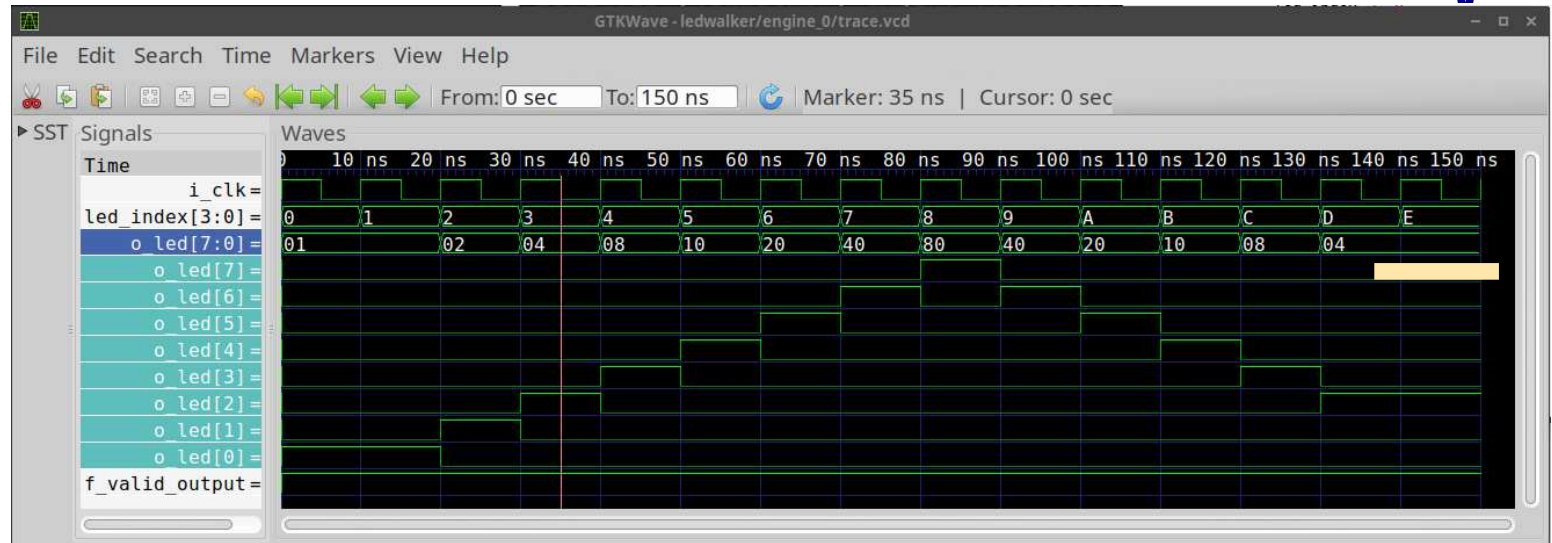 GTKWave - ledwalker/engine_0/trace.vcd
File Edit Search Time Markers View Help
From: 0 sec To: 150 ns Marker: 35 ns | Cursor: 0 sec
SST Signals Waves
Time 10 ns 20 ns 30 ns 40 ns 50 ns 60 ns 70 ns 80 ns 90 ns 100 ns 110 ns 120 ns 130 ns 140 ns 150 ns
i_clk=
led_index[3:0]= 0 1 2 3 4 5 6 7 8 9 A B C D E
o_led[7:0]= 01 02 04 08 10 20 40 80 40 20 10 08 04
o_led[7]=
o_led[6]=
o_led[5]=
o_led[4]=
o_led[3]=
o_led[2]=
o_led[1]=
o_led[0]=
f_valid_output=